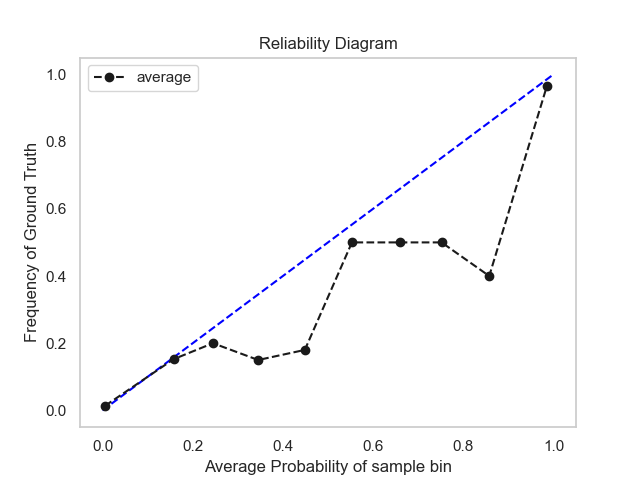 Reliability Diagram
average
Frequency of Ground Truth
1.0
0.8
0.6
0.4
0.2
0.0
0.0 0.2 0.4 0.6 0.8 1.0
Average Probability of sample bin